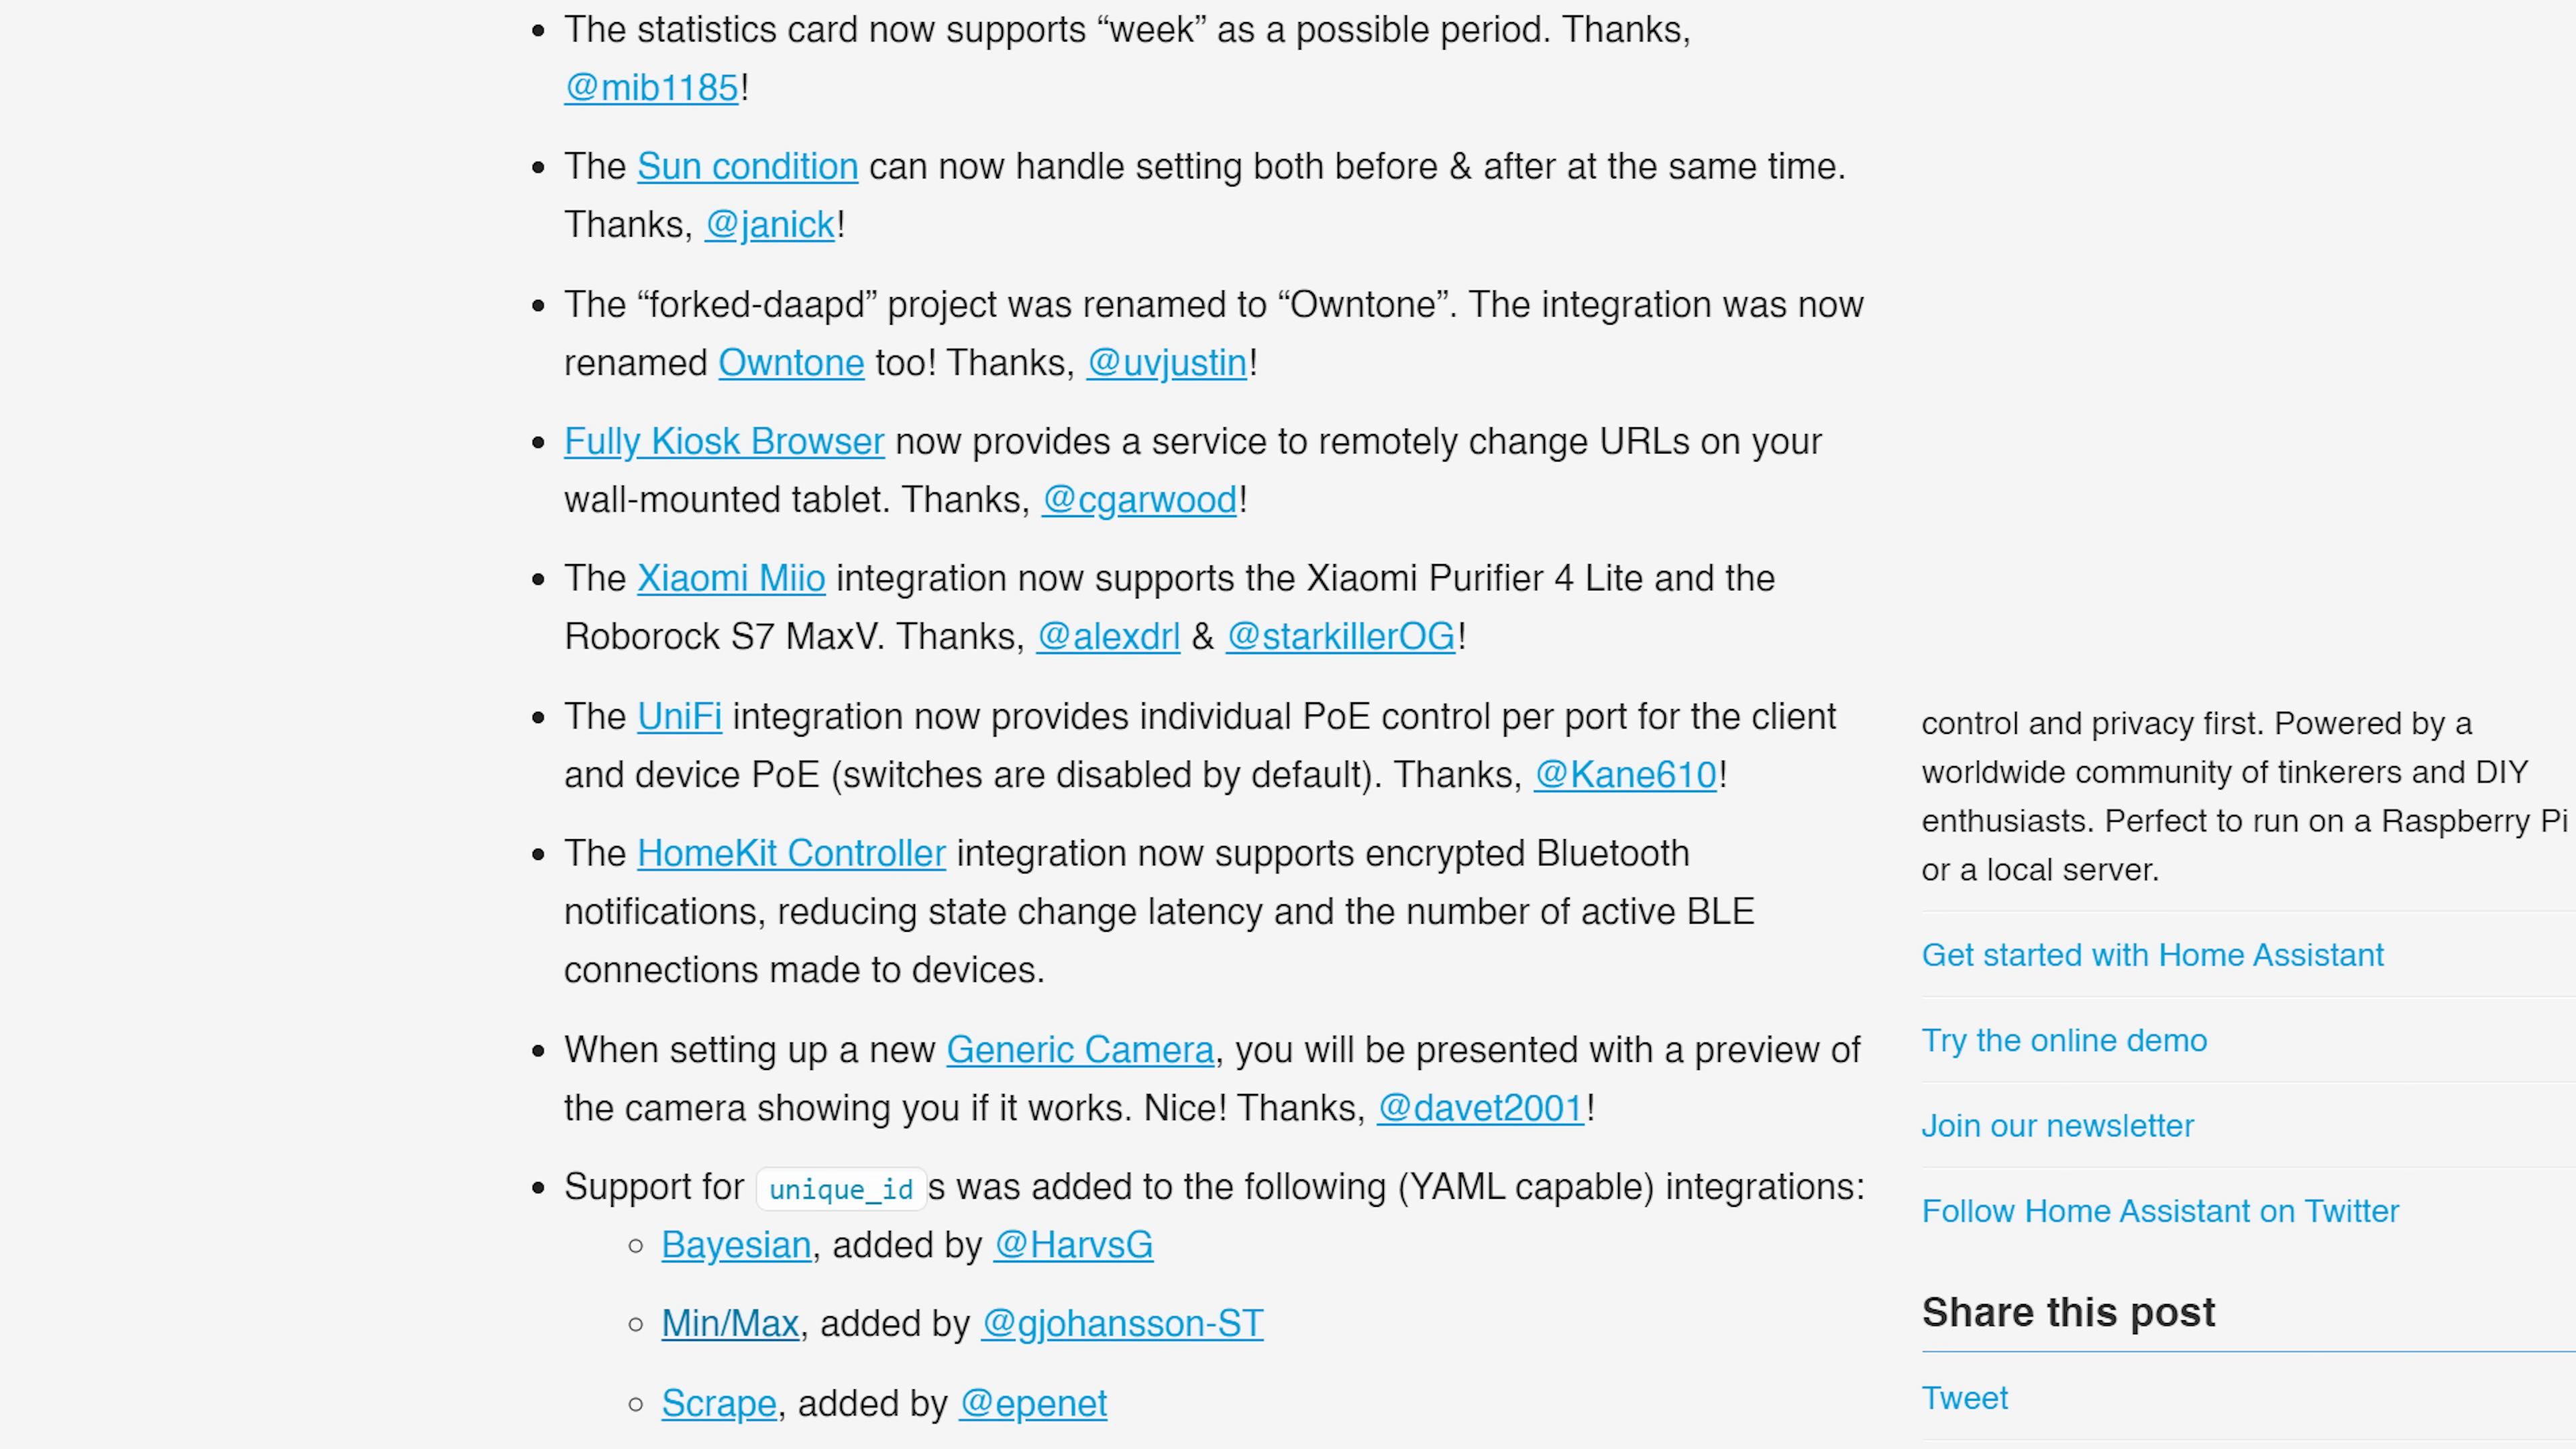 The statistics card now supports “week” as a possible period. Thanks,
@mib1185!
The Sun condition can now handle setting both before & after at the same time.
Thanks, @janick!
The “forked-daapd” project was renamed to “Owntone”. The integration was now
renamed Owntone too! Thanks, @uvjustin!
Fully Kiosk Browser now provides a service to remotely change URLs on your
wall-mounted tablet. Thanks, @cgarwood!
The Xiaomi Miio integration now supports the Xiaomi Purifier 4 Lite and the
Roborock S7 MaxV. Thanks, @alexdrl & @starkillerOG!
The UniFi integration now provides individual PoE control per port for the client
and device PoE (switches are disabled by default). Thanks, @Kane610!
The HomeKit Controller integration now supports encrypted Bluetooth
notifications, reducing state change latency and the number of active BLE
connections made to devices.
When setting up a new Generic Camera, you will be presented with a preview of
the camera showing you if it works. Nice! Thanks, @davet2001!
Support for unique_id s was added to the following (YAML capable) integrations:
Bayesian, added by @HarvsG
Min/Max, added by @gjohansson-ST
Scrape, added by @epenet
control and privacy first. Powered by a
worldwide community of tinkerers and DIY
enthusiasts. Perfect to run on a Raspberry Pi
or a local server.
Get started with Home Assistant
Try the online demo
Join our newsletter
Follow Home Assistant on Twitter
Share this post
Tweet